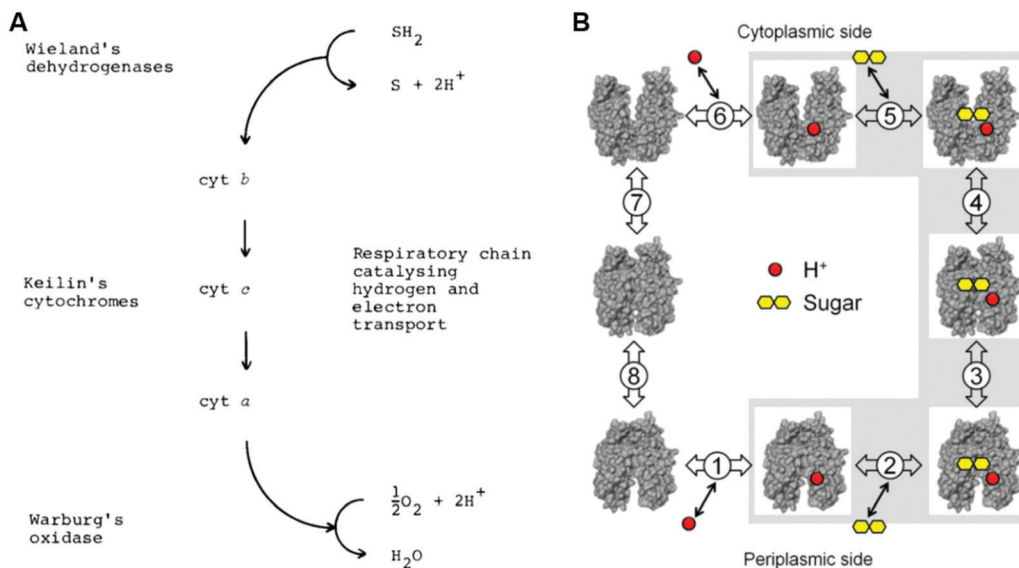 A
Wieland's
dehydrogenases
SH2
S + 2H+
cyt b
Keilin's
cytochromes
cyt c
Respiratory chain
catalysing
hydrogen and
electron
transport
cyt a
Warburg's
oxidase
1/2O2 + 2H+
H2O
B
Cytoplasmic side
6
5
7
4
H+
Sugar
8
3
1
2
Periplasmic side